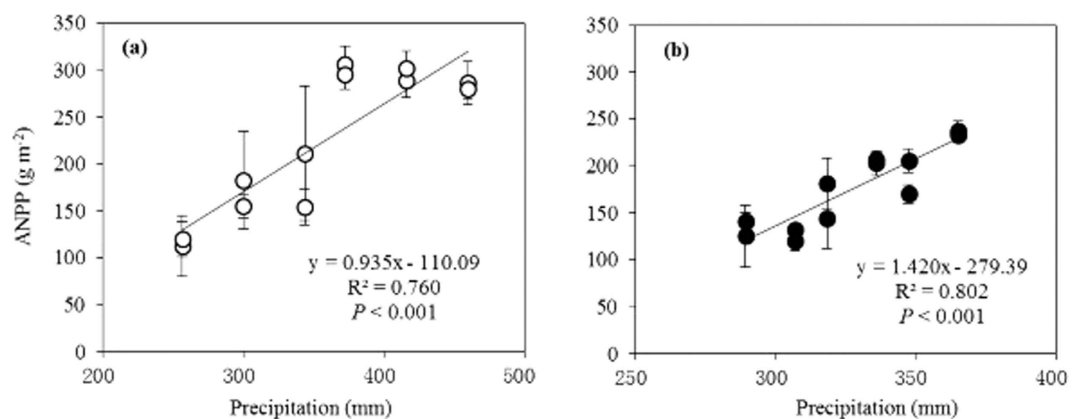 (a)
350
300
250
200
150
100
50
0
ANPP (g m⁻²)
y = 0.935x - 110.09
R² = 0.760
P < 0.001
200 300 400 500
Precipitation (mm)
(b)
350
300
250
200
150
100
50
0
y = 1.420x - 279.39
R² = 0.802
P < 0.001
250 300 350 400
Precipitation (mm)